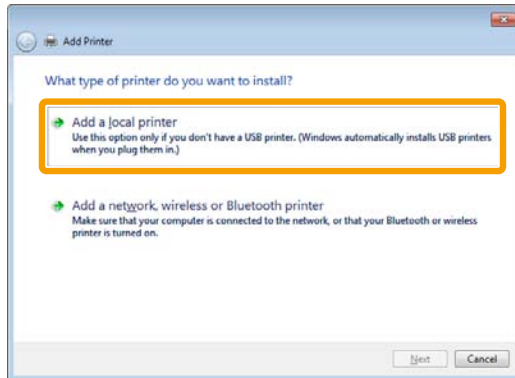 Add Printer
What type of printer do you want to install?
Add a local printer
Use this option only if you don't have a USB printer. (Windows automatically installs USB printers
when you plug them in.)
Add a network, wireless or Bluetooth printer
Make sure that your computer is connected to the network, or that your Bluetooth or wireless
printer is turned on.
Next Cancel